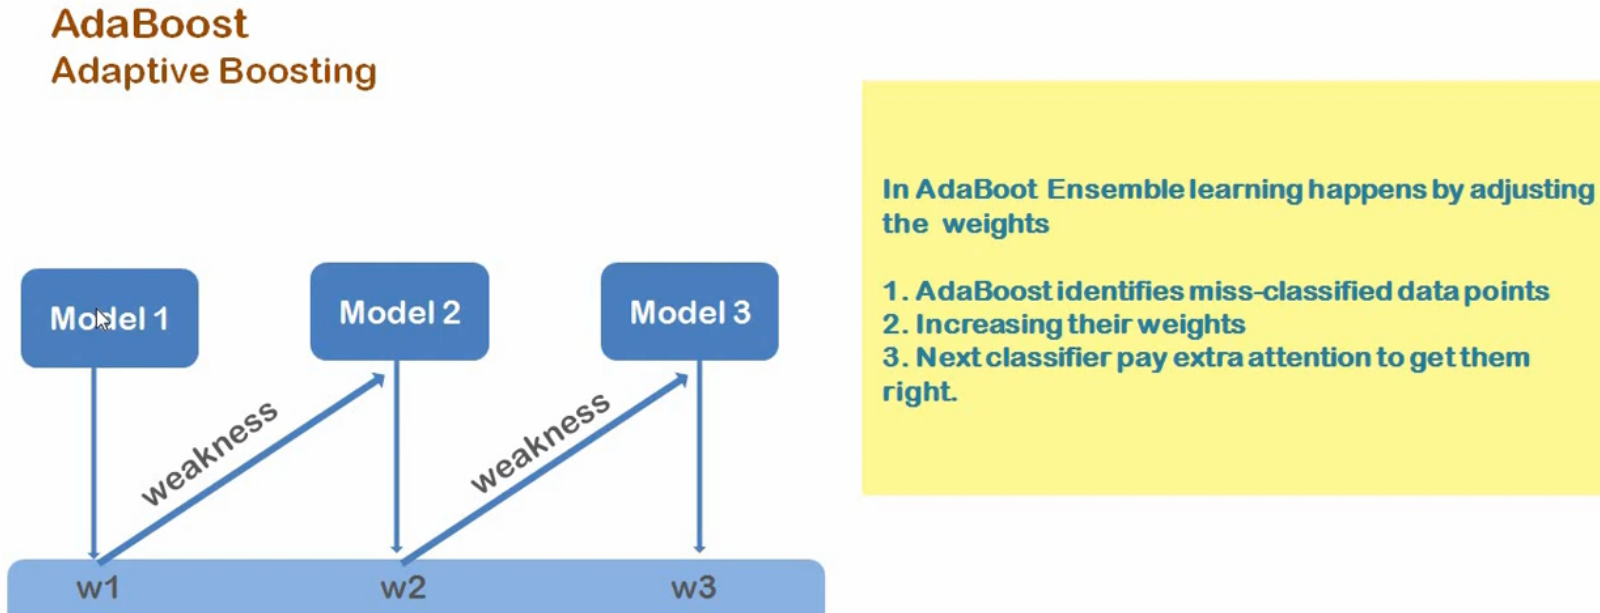 AdaBoost
Adaptive Boosting
In AdaBoot Ensemble learning happens by adjusting
the weights
1. AdaBoost identifies miss-classified data points
2. Increasing their weights
3. Next classifier pay extra attention to get them
right.
Model 1
Model 2
Model 3
weakness
weakness
w1
w2
w3